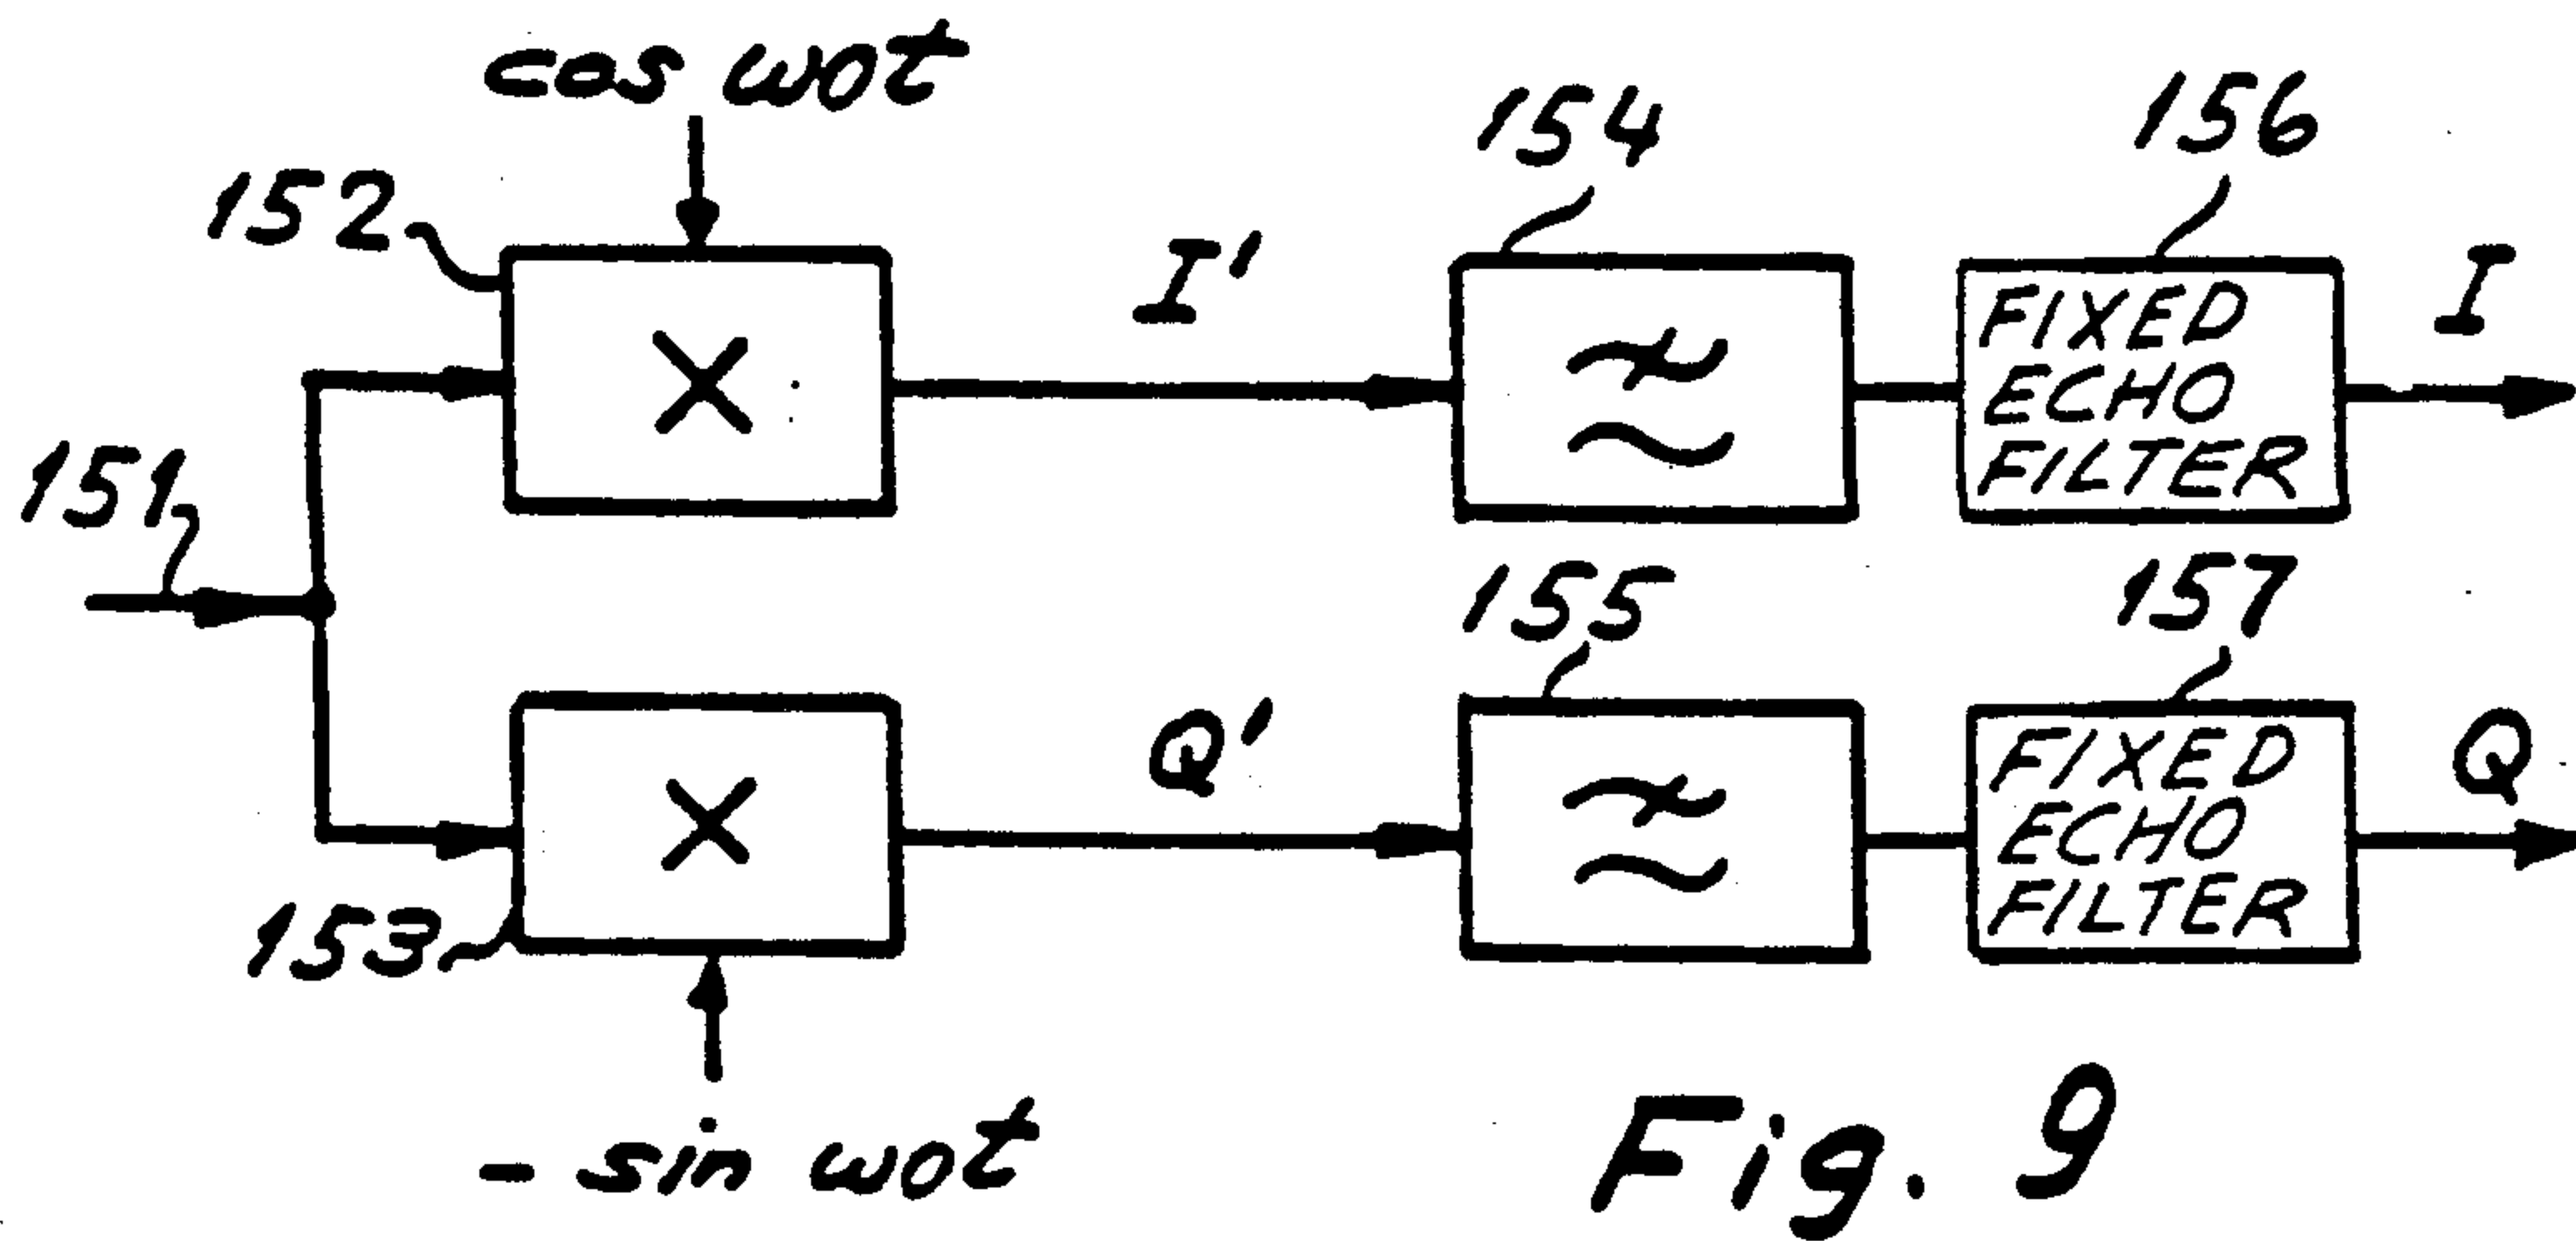 cos wot
152
I'
154
156
FIXED
ECHO
FILTER
I
151
153
- sin wot
Q'
155
157
FIXED
ECHO
FILTER
Q
Fig. 9